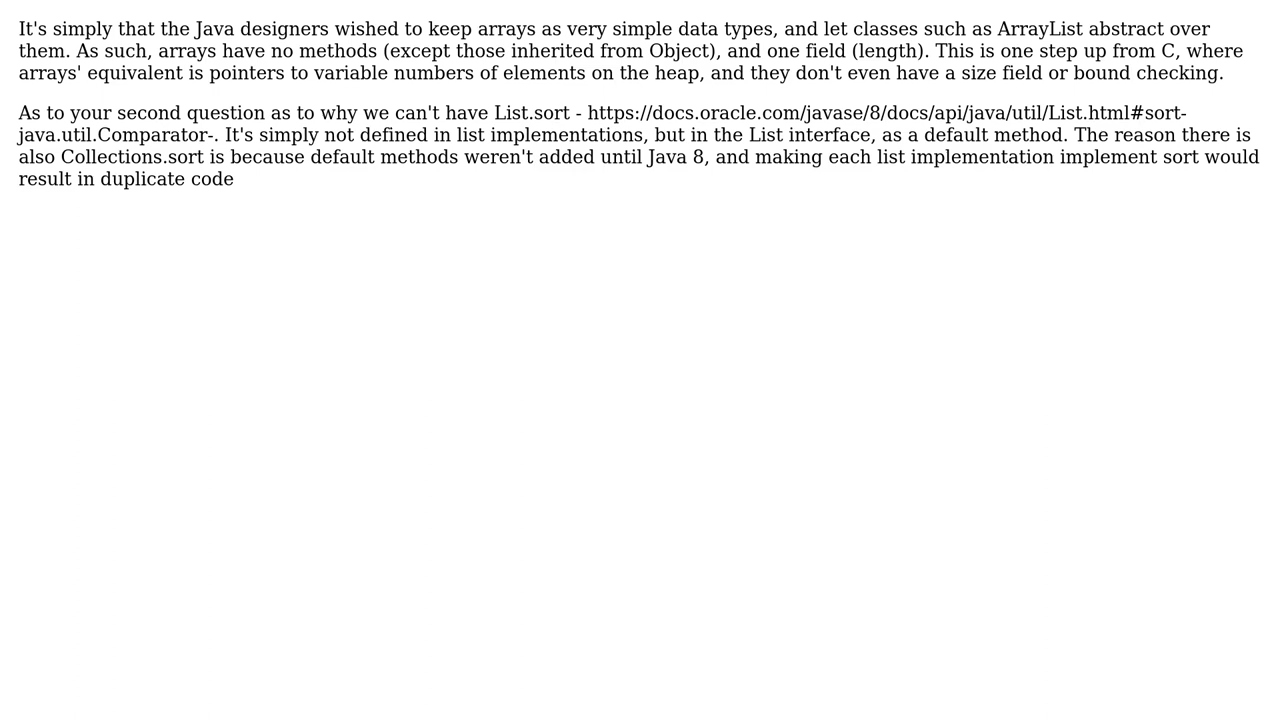 It's simply that the Java designers wished to keep arrays as very simple data types, and let classes such as ArrayList abstract over
them. As such, arrays have no methods (except those inherited from Object), and one field (length). This is one step up from C, where
arrays' equivalent is pointers to variable numbers of elements on the heap, and they don't even have a size field or bound checking.
As to your second question as to why we can't have List.sort - https://docs.oracle.com/javase/8/docs/api/java/util/List.html#sort-
java.util.Comparator-. It's simply not defined in list implementations, but in the List interface, as a default method. The reason there is
also Collections.sort is because default methods weren't added until Java 8, and making each list implementation implement sort would
result in duplicate code